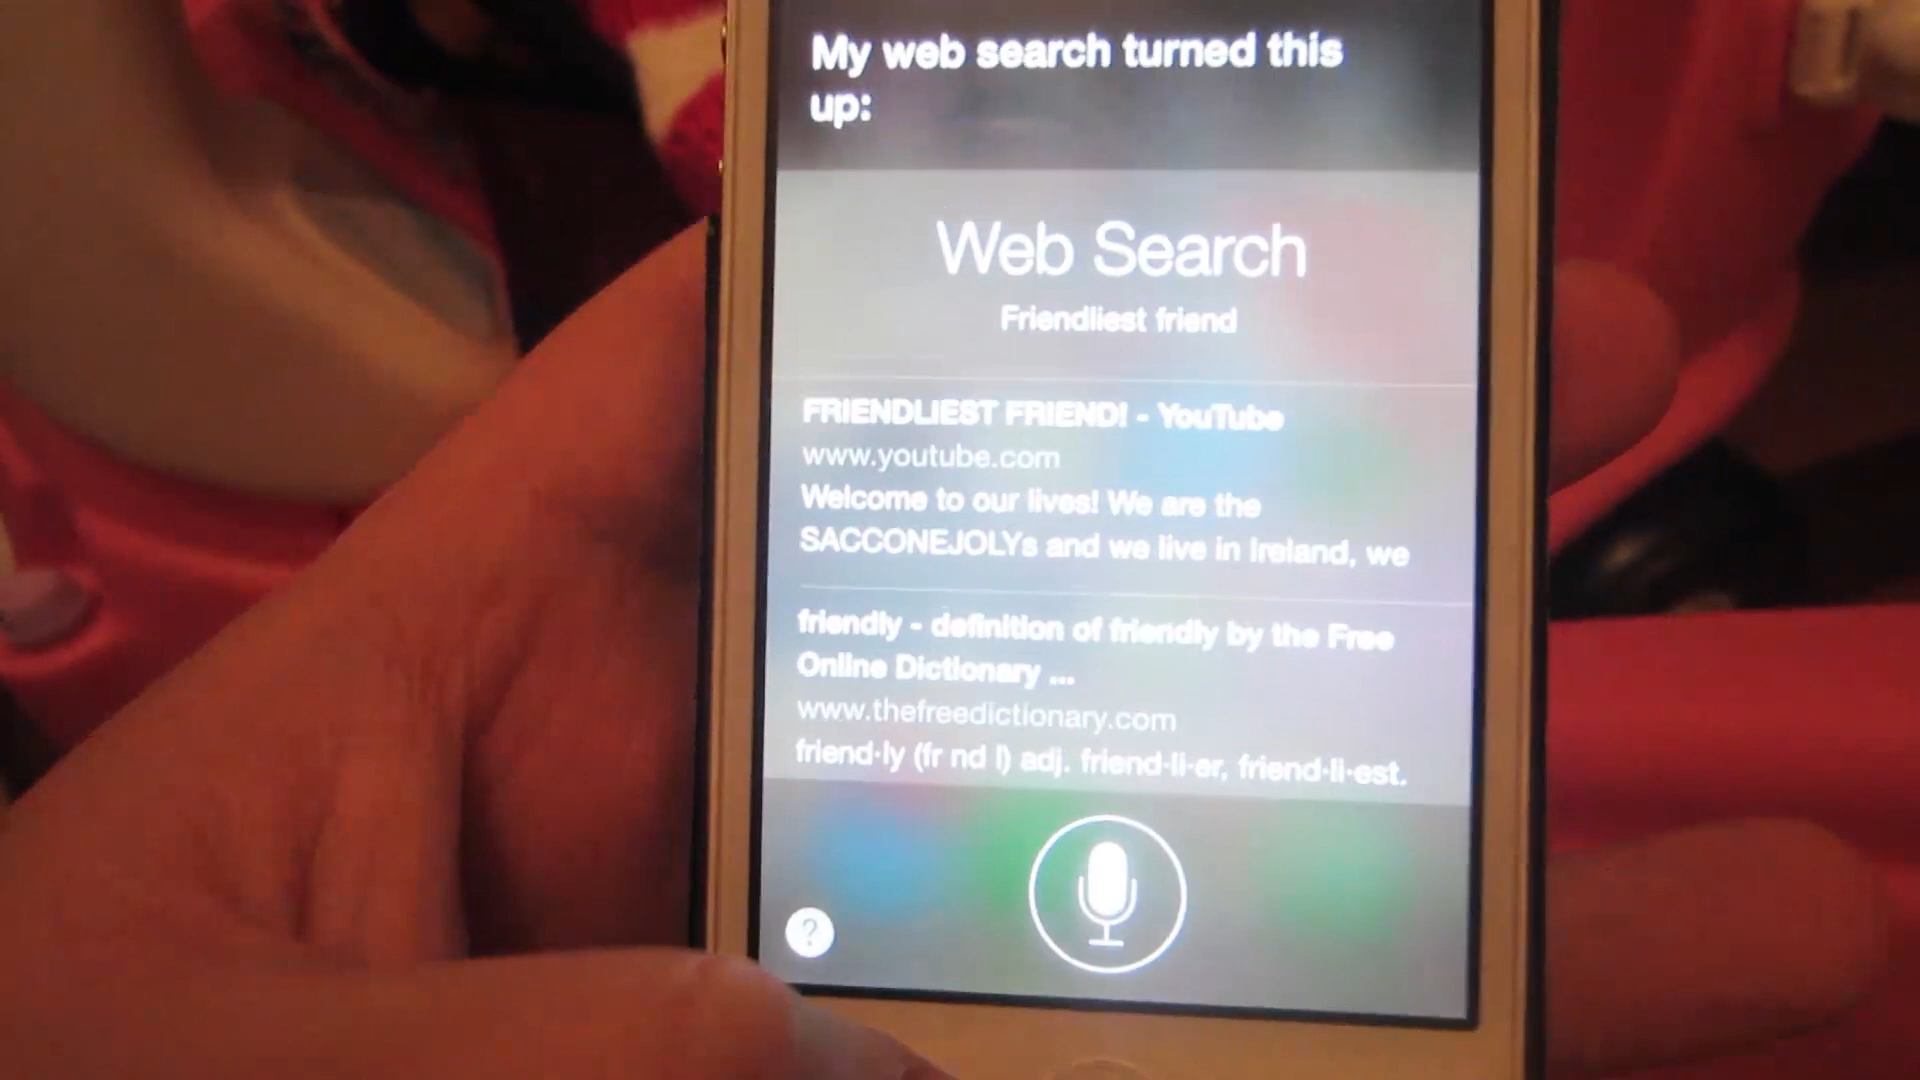 My web search turned this
up:
Web Search
Friendliest friend
FRIENDLIEST FRIEND! - YouTube
www.youtube.com
Welcome to our lives! We are the
SACCONEJOLYs and we live in Ireland, we
friendly - definition of friendly by the Free
Online Dictionary ...
www.thefreedictionary.com
friend·ly (fr nd l) adj. friend·li·er, friend·li·est.
?